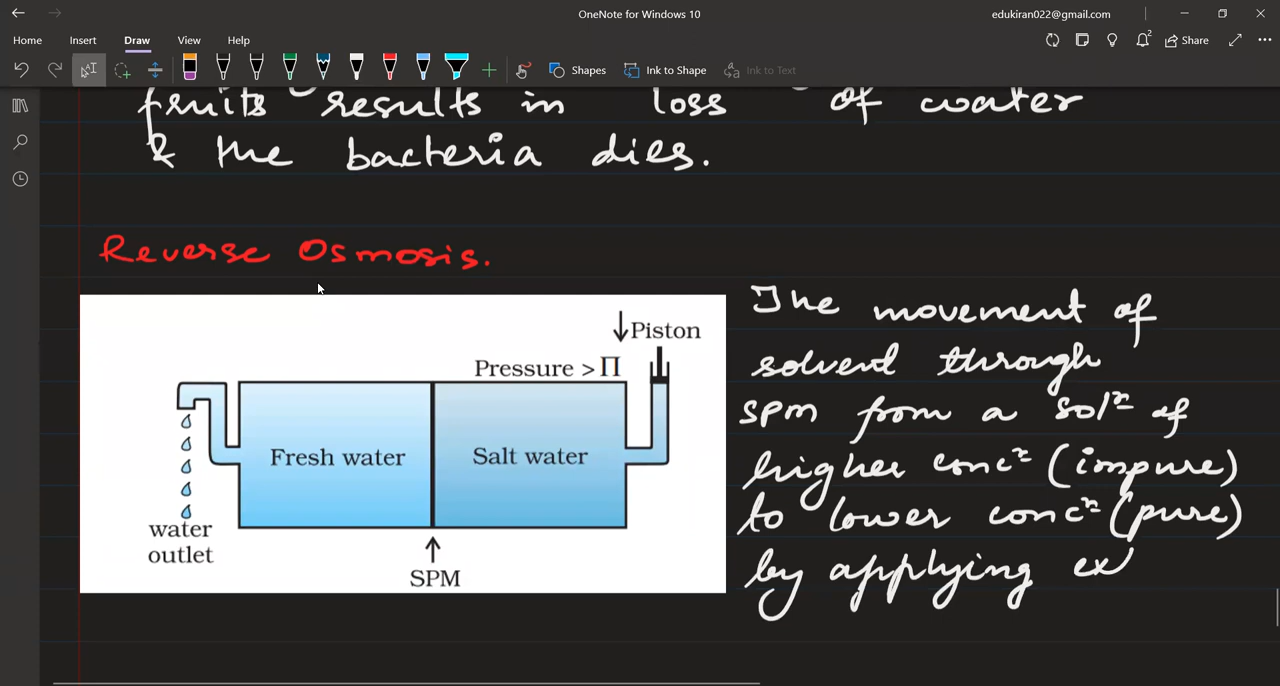 OneNote for Windows 10
edukiran022@gmail.com
Home Insert Draw View Help
Share
Shapes Ink to Shape Ink to Text
fruits results in loss of water
& the bacteria dies.
Reverse Osmosis.
Piston
Pressure > Π
Fresh water
Salt water
water
outlet
SPM
The movement of
solvent through
SPM from a solⁿ of
higher concⁿ (impure)
to lower concⁿ (pure)
by applying ex